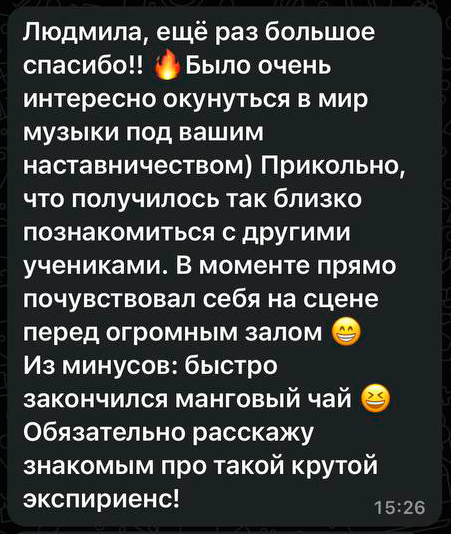 Людмила, ещё раз большое
спасибо!! 🔥 Было очень
интересно окунуться в мир
музыки под вашим
наставничеством) Прикольно,
что получилось так близко
познакомиться с другими
учениками. В моменте прямо
почувствовал себя на сцене
перед огромным залом 😁
Из минусов: быстро
закончился манговый чай 😆
Обязательно расскажу
знакомым про такой крутой
экспириенс!
15:26